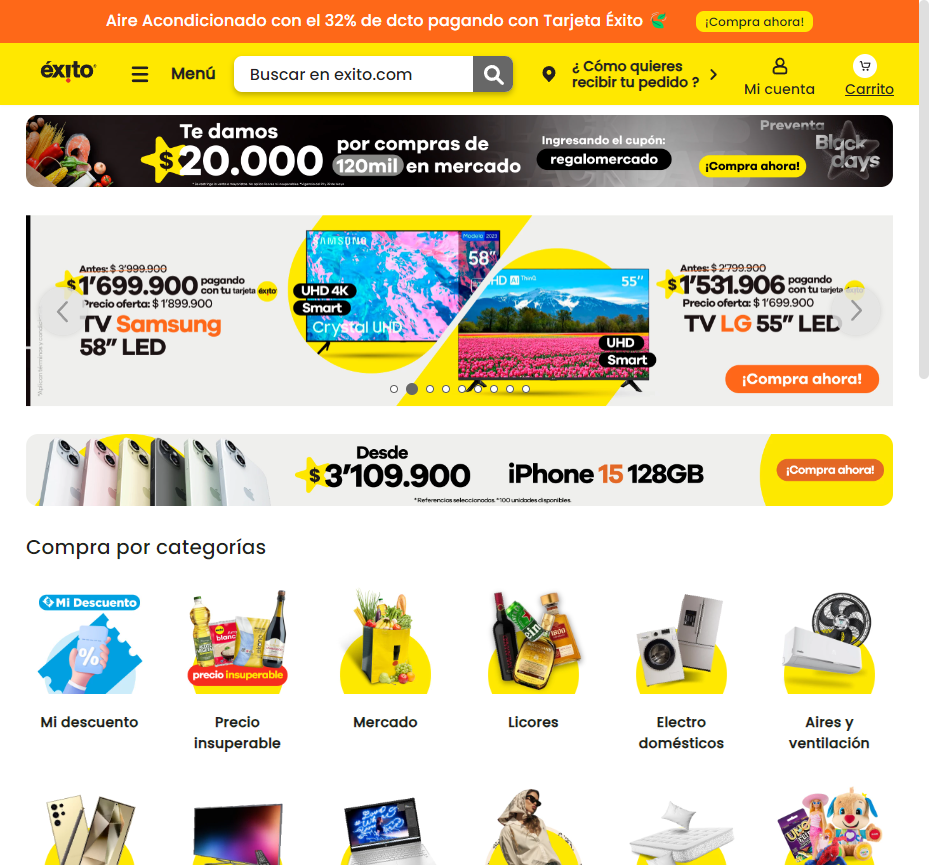 Aire Acondicionado con el 32% de dcto pagando con Tarjeta Éxito
¡Compra ahora!
éxito
Menú
Buscar en exito.com
¿ Cómo quieres
recibir tu pedido ?
Mi cuenta
Carrito
Te damos
$20.000
por compras de
120mil en mercado
Ingresando el cupón:
regalomercado
Preventa
Black
days
¡Compra ahora!
Antes: $ 3'999.900
$1'699.900 pagando
con tu tarjeta éxito
Precio oferta: $ 1'899.900
TV Samsung
58" LED
SAMSUNG
Modelo 2023
58"
UHD 4K
Smart
Crystal UHD
UHD AI ThinQ
55"
UHD
Smart
Antes: $ 2'799.900
$1'531.906 pagando
con tu tarjeta éxito
Precio oferta: $ 1'699.900
TV LG 55" LED
¡Compra ahora!
Desde
$3'109.900
iPhone 15 128GB
*Referencias seleccionadas. *100 unidades disponibles.
¡Compra ahora!
Compra por categorías
Mi Descuento
%
precio insuperable
Mi descuento
Precio
insuperable
Mercado
Licores
Electro
domésticos
Aires y
ventilación